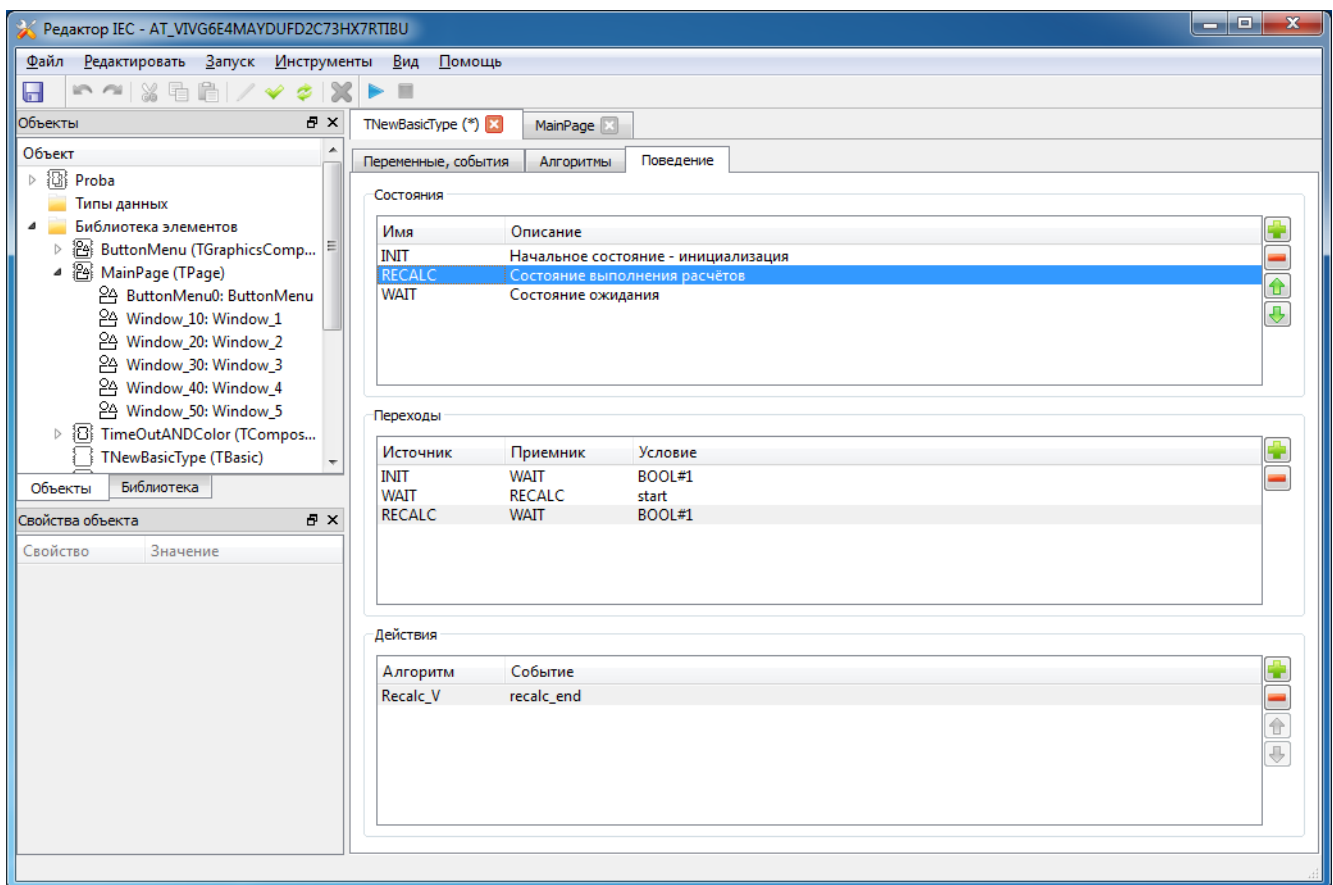 Редактор IEC - AT_VIVG6E4MAYDUFD2C73HX7RTIBU
Файл Редактировать Запуск Инструменты Вид Помощь
Объекты
Объект
Proba
Типы данных
Библиотека элементов
ButtonMenu (TGraphicsComp...
MainPage (TPage)
ButtonMenu0: ButtonMenu
Window_10: Window_1
Window_20: Window_2
Window_30: Window_3
Window_40: Window_4
Window_50: Window_5
TimeOutANDColor (TCompos...
TNewBasicType (TBasic)
Объекты Библиотека
Свойства объекта
Свойство Значение
TNewBasicType (*) MainPage
Переменные, события Алгоритмы Поведение
Состояния
Имя Описание
INIT Начальное состояние - инициализация
RECALC Состояние выполнения расчётов
WAIT Состояние ожидания
Переходы
Источник Приемник Условие
INIT WAIT BOOL#1
WAIT RECALC start
RECALC WAIT BOOL#1
Действия
Алгоритм Событие
Recalc_V recalc_end